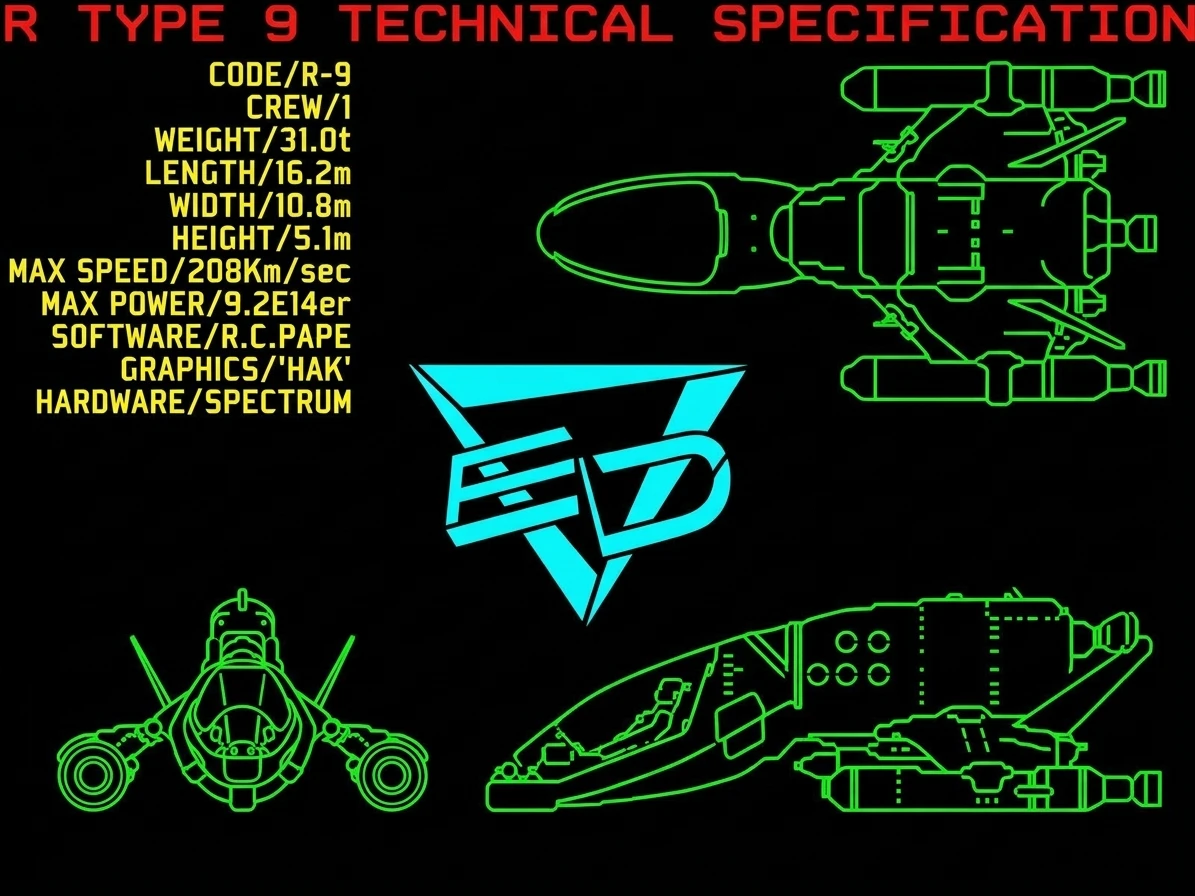 R TYPE 9 TECHNICAL SPECIFICATION
CODE/R-9
CREW/1
WEIGHT/31.0t
LENGTH/16.2m
WIDTH/10.8m
HEIGHT/5.1m
MAX SPEED/208Km/sec
MAX POWER/9.2E14er
SOFTWARE/R.C.PAPE
GRAPHICS/'HAK'
HARDWARE/SPECTRUM
ED